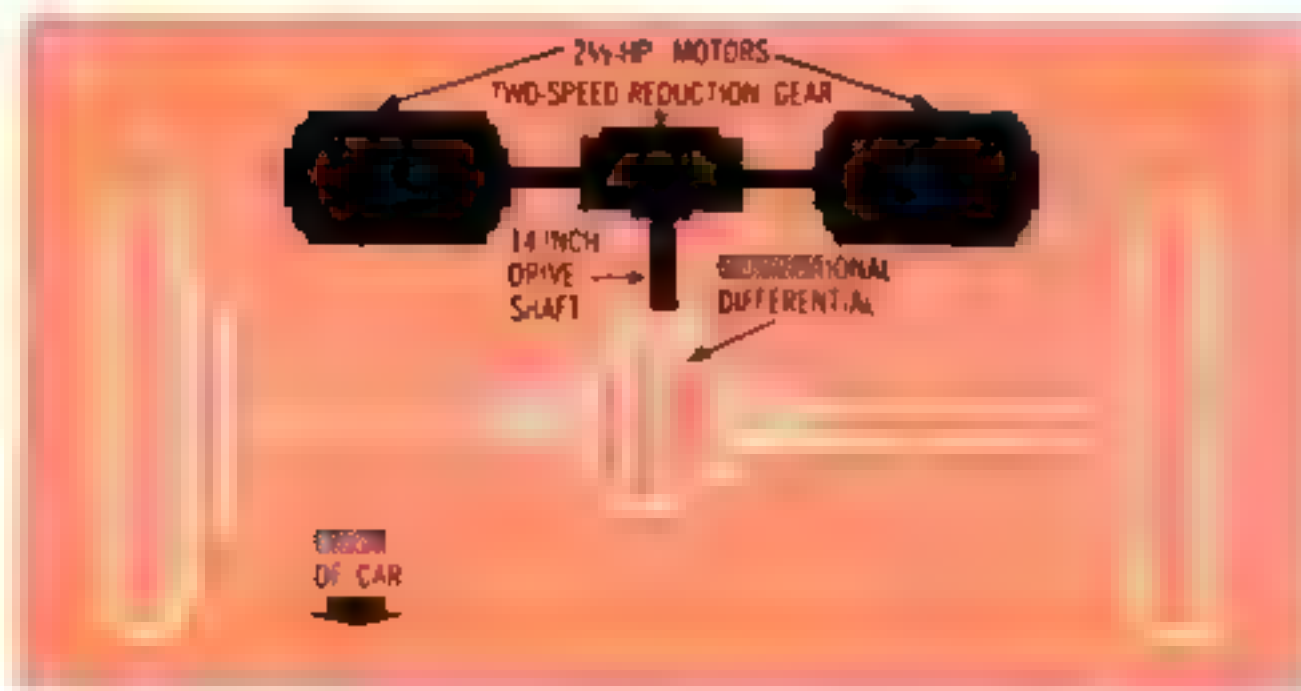 MOTORS
TWO-SPEED REDUCTION GEAR
14 INCH
DRIVE
SHAFT
DIFFERENTIAL
OF CAR